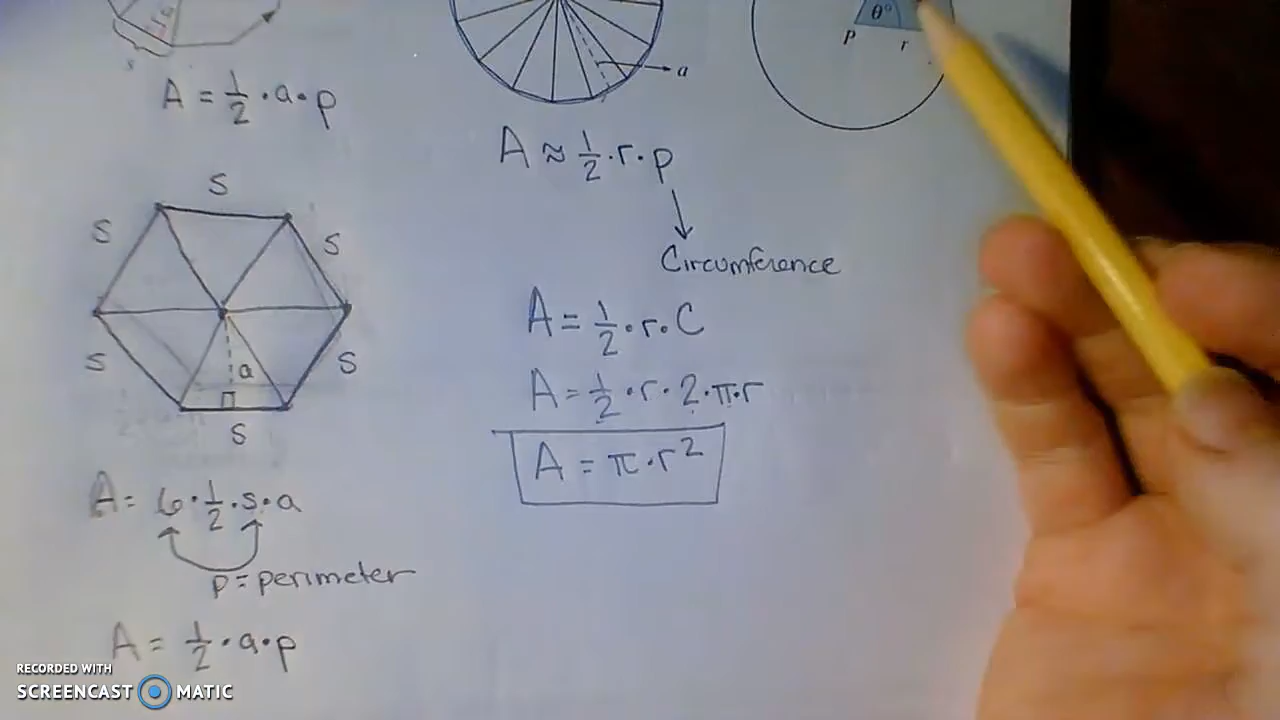 A = 1/2 · a · p
S
S
S
S
S
a
S
A = 6 · 1/2 · s · a
p = perimeter
A = 1/2 · a · p
a
A ≈ 1/2 · r · p
Circumference
A = 1/2 · r · C
A = 1/2 · r · 2 · π · r
A = π · r²
θ°
P
r
RECORDED WITH
SCREENCAST MATIC